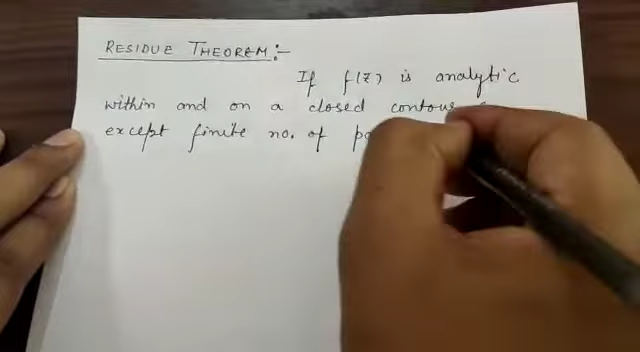 RESIDUE THEOREM :-
If f(z) is analytic
within and on a closed contour
except finite no. of